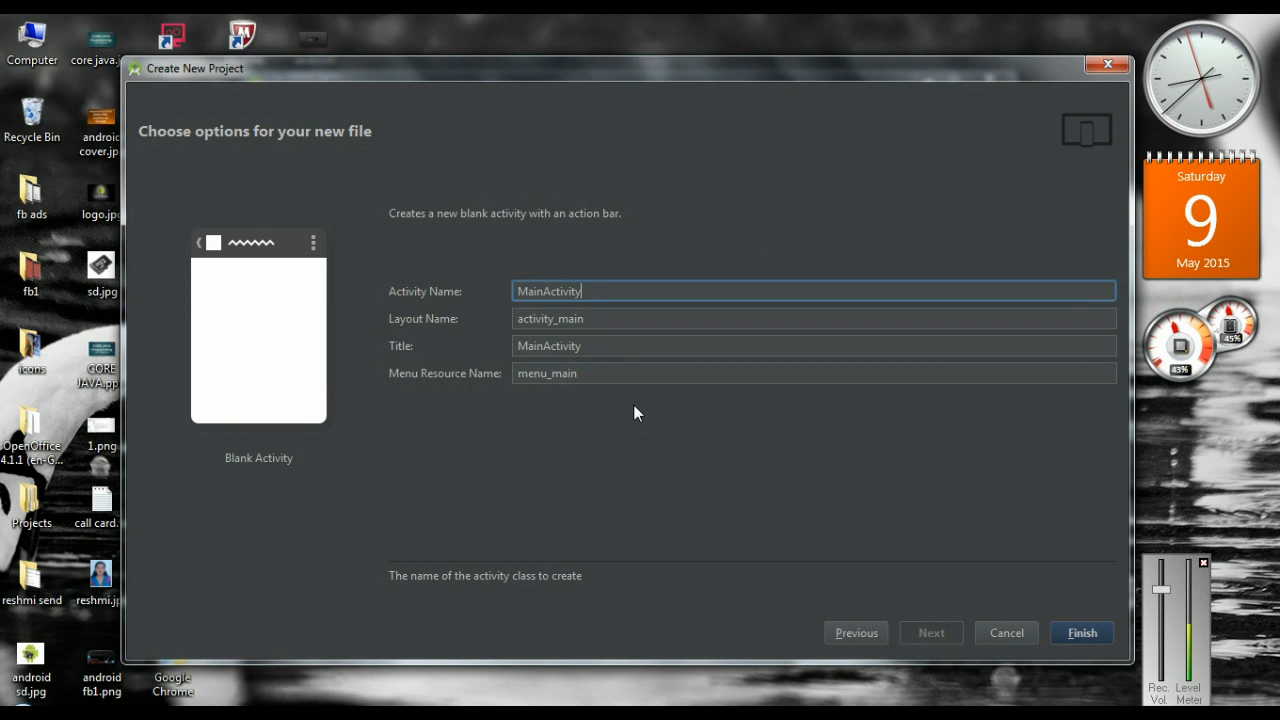 Computer
core java.
Create New Project
Recycle Bin
android
cover.jp
Choose options for your new file
Saturday
9
May 2015
fb ads
logo.jpg
Creates a new blank activity with an action bar.
fb1
sd.jpg
Activity Name:
MainActivity
Layout Name:
activity_main
Title:
MainActivity
Menu Resource Name:
menu_main
45%
43%
icons
CORE
JAVA.pp
OpenOffice
4.1.1 (en-G...
1.png
Blank Activity
Projects
call card.
The name of the activity class to create
reshmi send
reshmi.jp
Previous
Next
Cancel
Finish
android
sd.jpg
android
fb1.png
Google
Chrome
Rec.
Vol.
Level
Meter